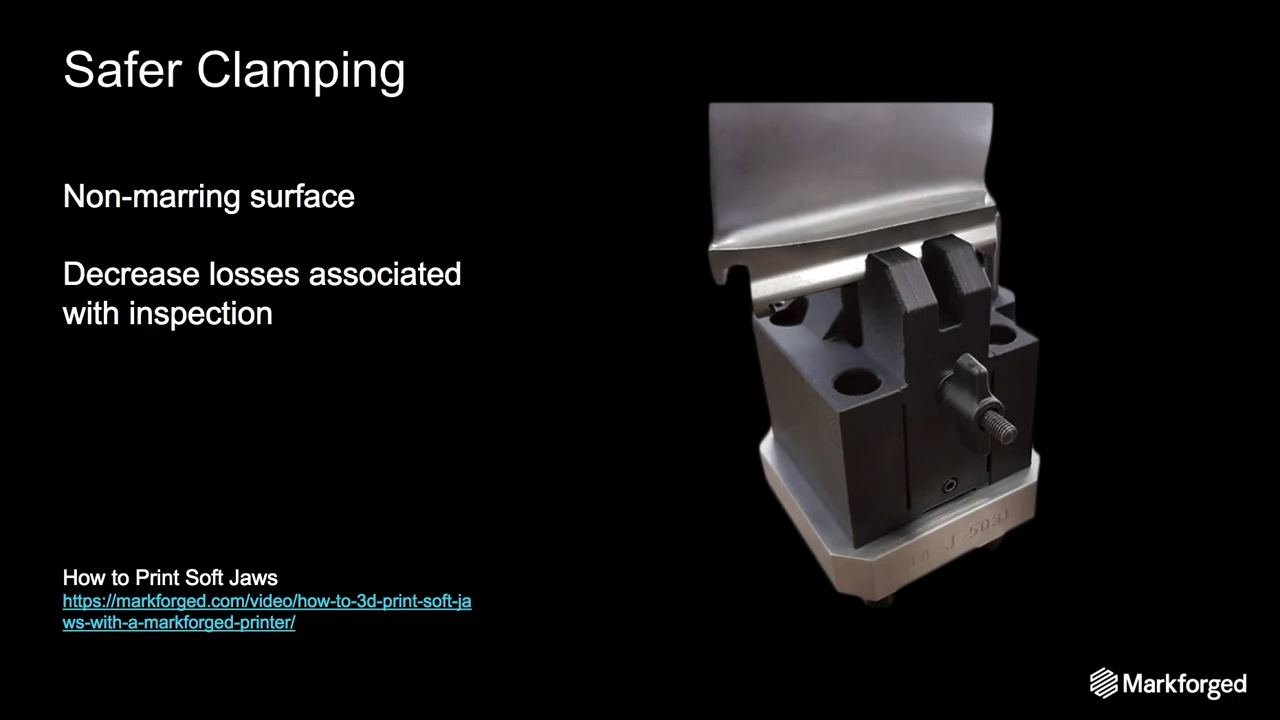 Safer Clamping
Non-marring surface
Decrease losses associated
with inspection
How to Print Soft Jaws
https://markforged.com/video/how-to-3d-print-soft-ja
ws-with-a-markforged-printer/
Markforged